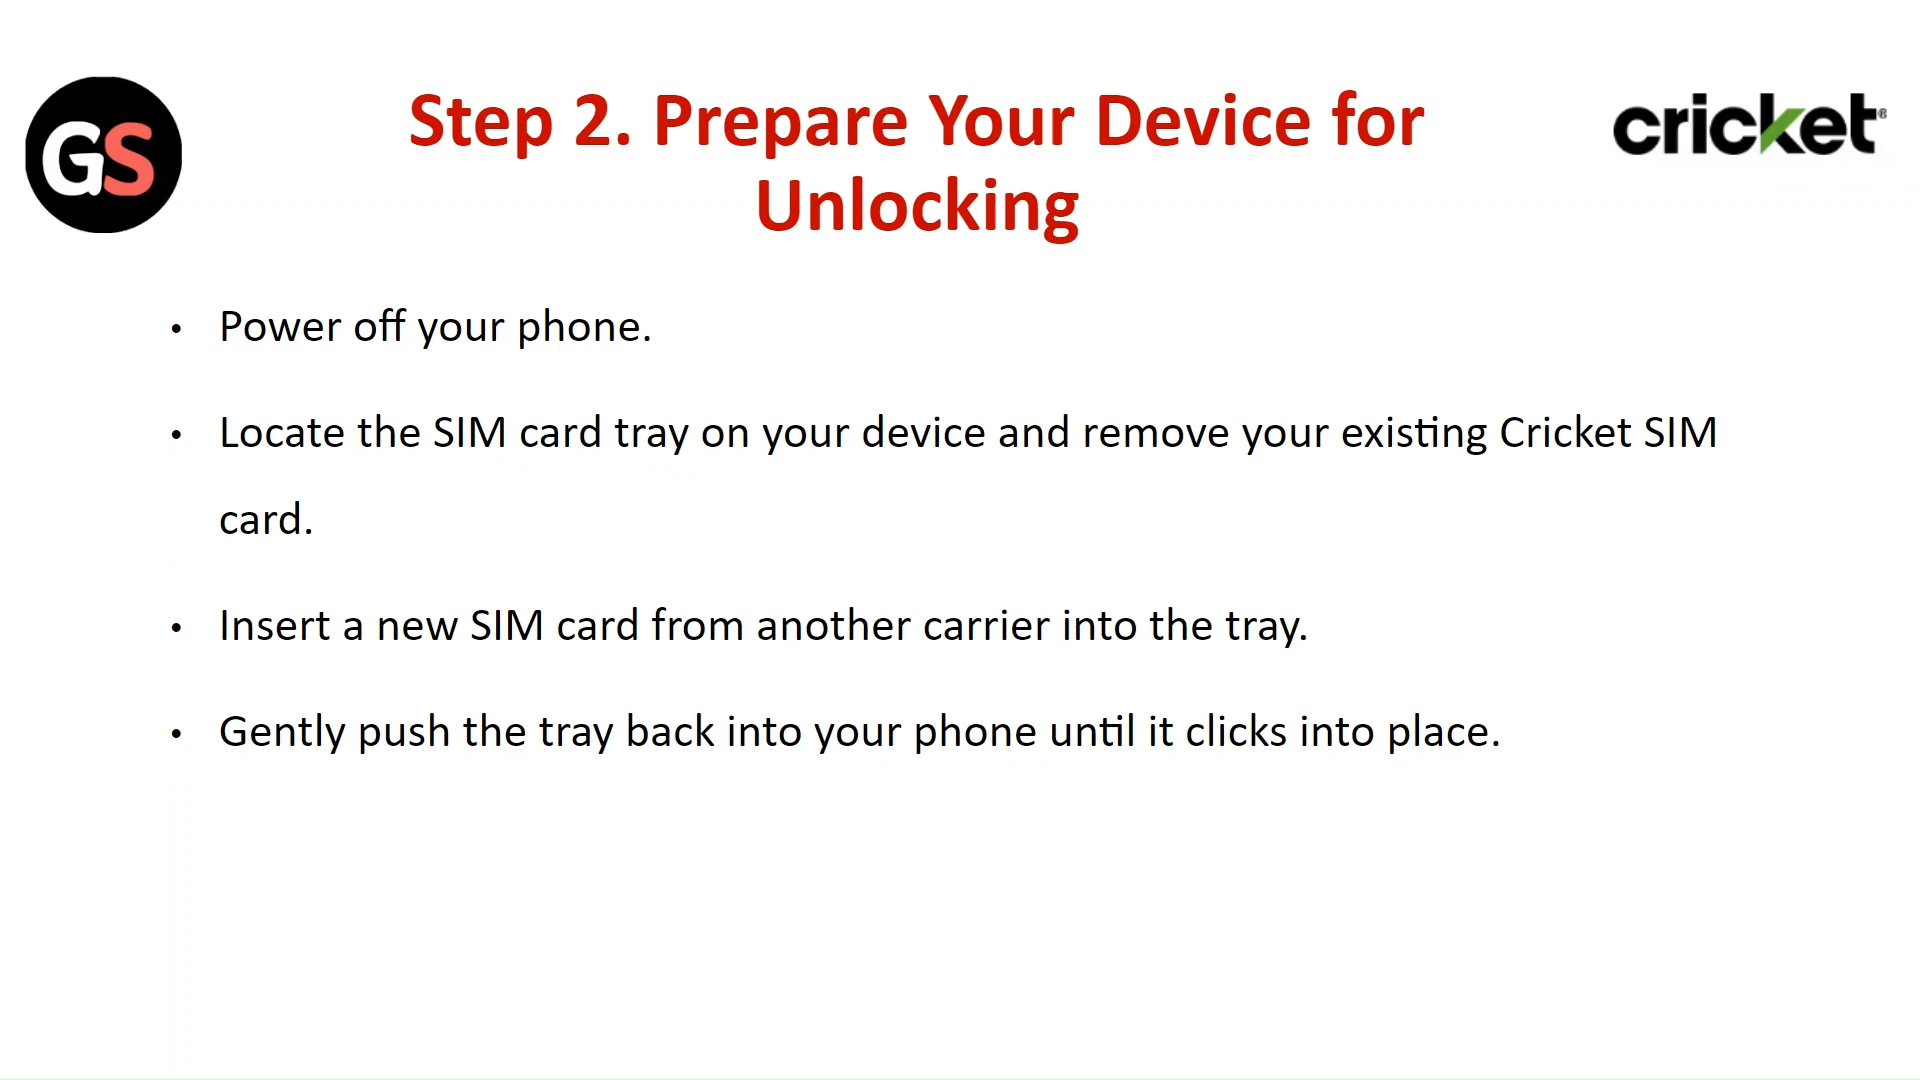 GS
Step 2. Prepare Your Device for
Unlocking
cricket®
• Power off your phone.
• Locate the SIM card tray on your device and remove your existing Cricket SIM
card.
• Insert a new SIM card from another carrier into the tray.
• Gently push the tray back into your phone until it clicks into place.